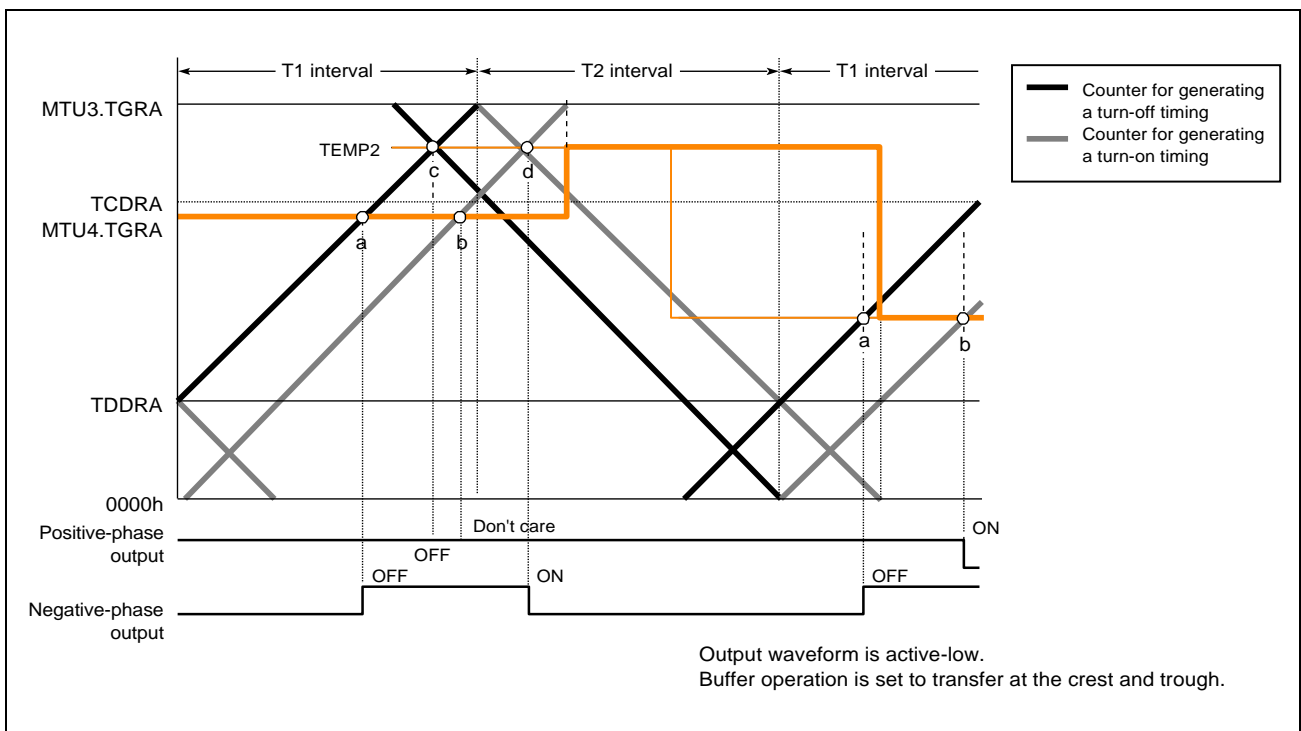 T1 interval
T2 interval
T1 interval
MTU3.TGRA
TEMP2
c
d
TCDRA
MTU4.TGRA
a
b
a
b
TDDRA
0000h
Counter for generating
a turn-off timing
Counter for generating
a turn-on timing
Positive-phase
output
Don't care
OFF
ON
OFF
ON
OFF
Negative-phase
output
Output waveform is active-low.
Buffer operation is set to transfer at the crest and trough.